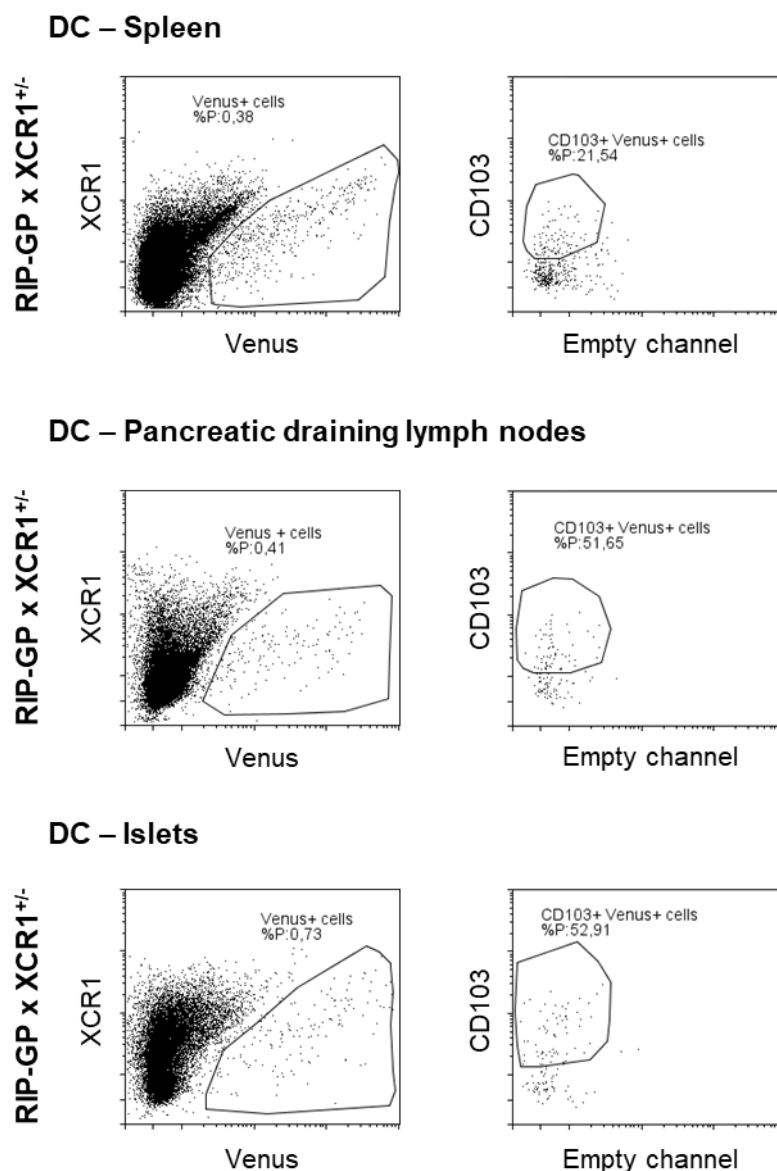 DC – Spleen
RIP-GP x XCR1+/-
XCR1
Venus+ cells
%P:0,38
Venus
CD103
CD103+ Venus+ cells
%P:21,54
Empty channel
DC – Pancreatic draining lymph nodes
RIP-GP x XCR1+/-
XCR1
Venus + cells
%P:0,41
Venus
CD103
CD103+ Venus+ cells
%P:51,65
Empty channel
DC – Islets
RIP-GP x XCR1+/-
XCR1
Venus+ cells
%P:0,73
Venus
CD103
CD103+ Venus+ cells
%P:52,91
Empty channel